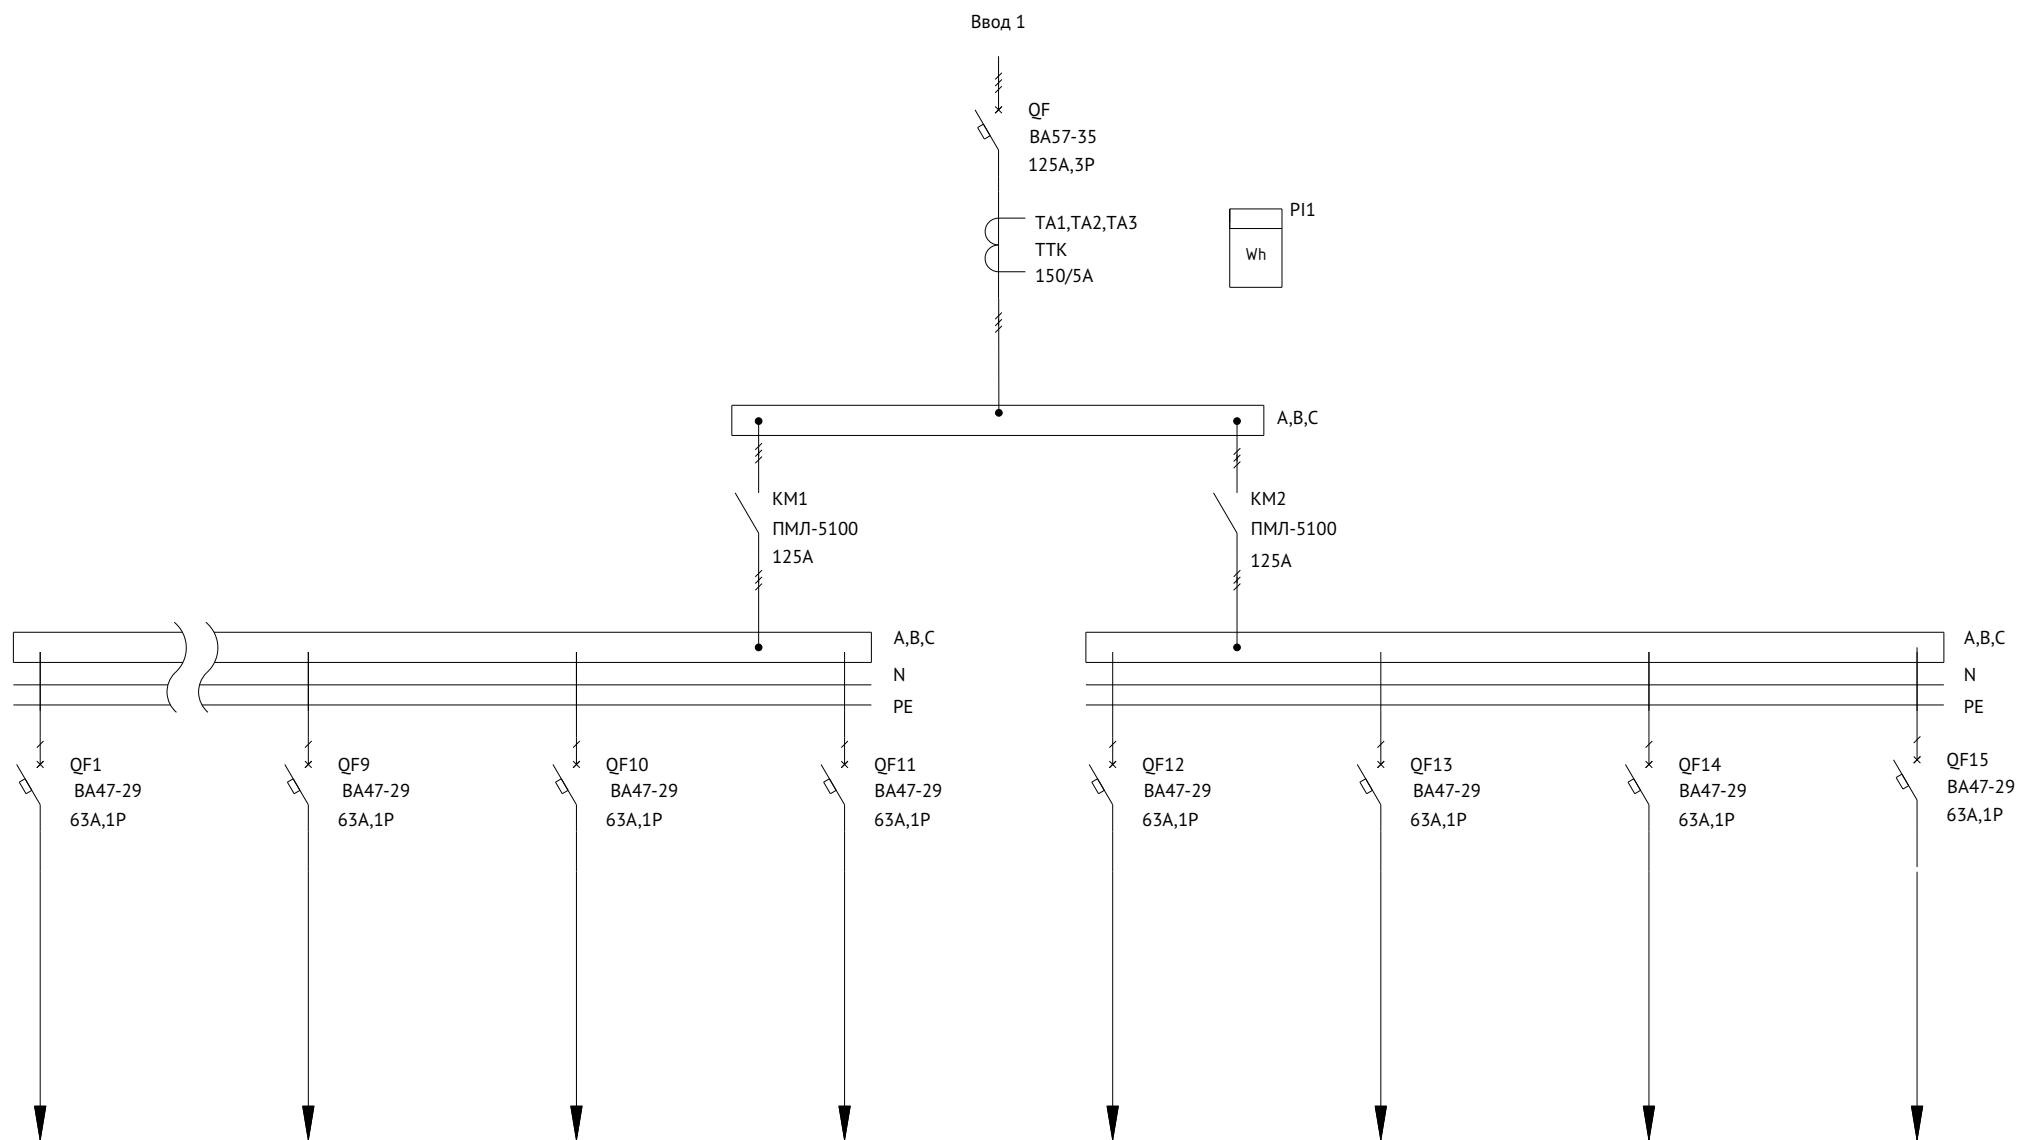 Ввод 1
QF
ВА57-35
125А,3Р
ТА1,ТА2,ТА3
ТТК
150/5А
PI1
Wh
А,В,С
КМ1
ПМЛ-5100
125А
КМ2
ПМЛ-5100
125А
А,В,С
N
PE
А,В,С
N
PE
QF1
ВА47-29
63А,1Р
QF9
ВА47-29
63А,1Р
QF10
ВА47-29
63А,1Р
QF11
ВА47-29
63А,1Р
QF12
ВА47-29
63А,1Р
QF13
ВА47-29
63А,1Р
QF14
ВА47-29
63А,1Р
QF15
ВА47-29
63А,1Р